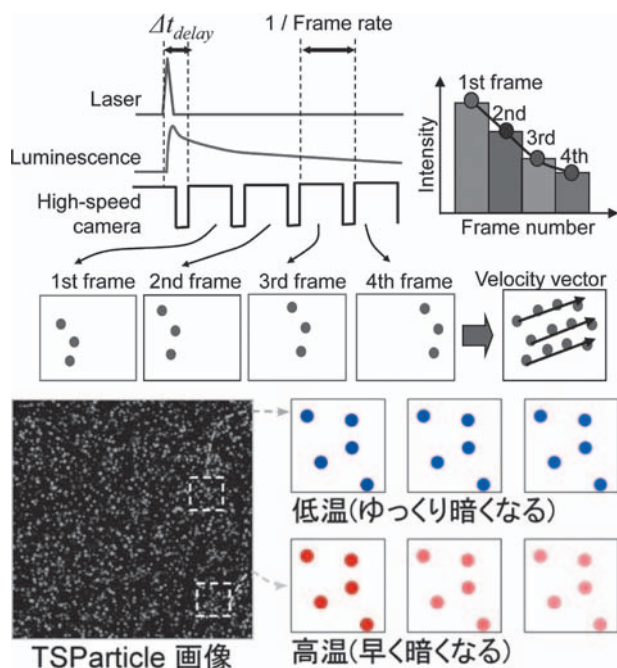 Δt_delay
1 / Frame rate
Laser
Luminescence
High-speed
camera
Intensity
1st frame
2nd
3rd
4th
Frame number
1st frame
2nd frame
3rd frame
4th frame
Velocity vector
低温(ゆっくり暗くなる)
高温(早く暗くなる)
TSParticle 画像